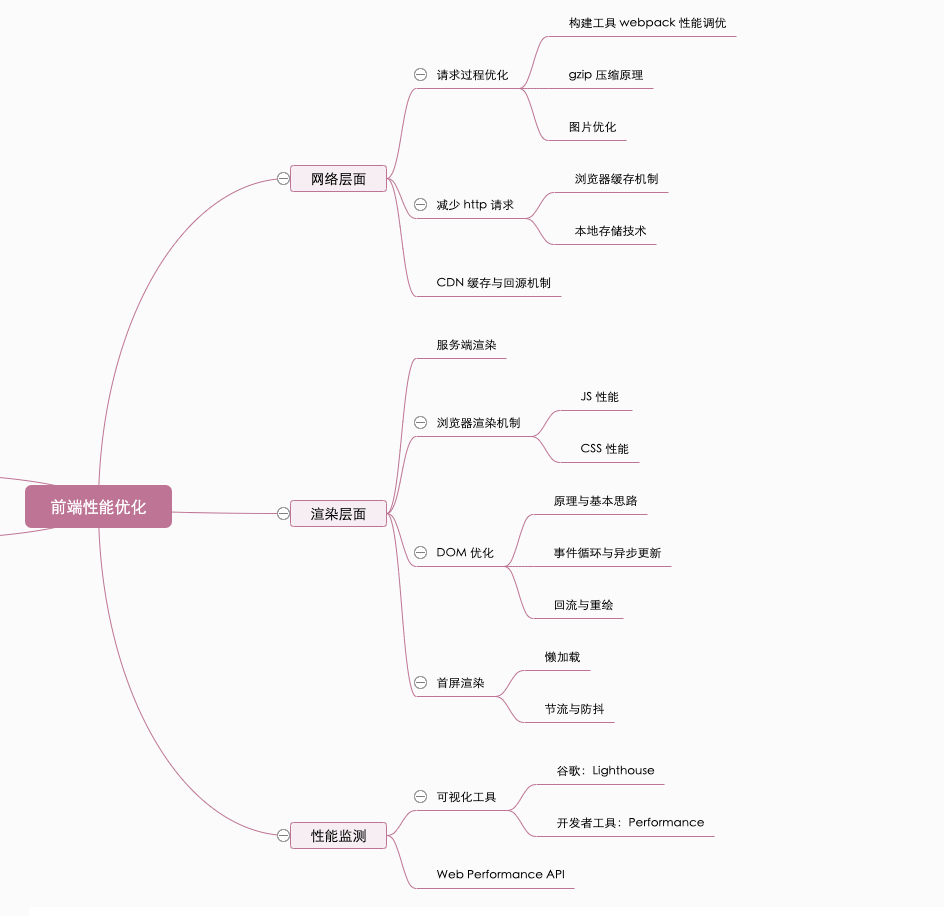 前端性能优化
网络层面
请求过程优化
构建工具 webpack 性能调优
gzip 压缩原理
图片优化
减少 http 请求
浏览器缓存机制
本地存储技术
CDN 缓存与回源机制
渲染层面
服务端渲染
浏览器渲染机制
JS 性能
CSS 性能
DOM 优化
原理与基本思路
事件循环与异步更新
回流与重绘
首屏渲染
懒加载
节流与防抖
性能监测
可视化工具
谷歌：Lighthouse
开发者工具：Performance
Web Performance API